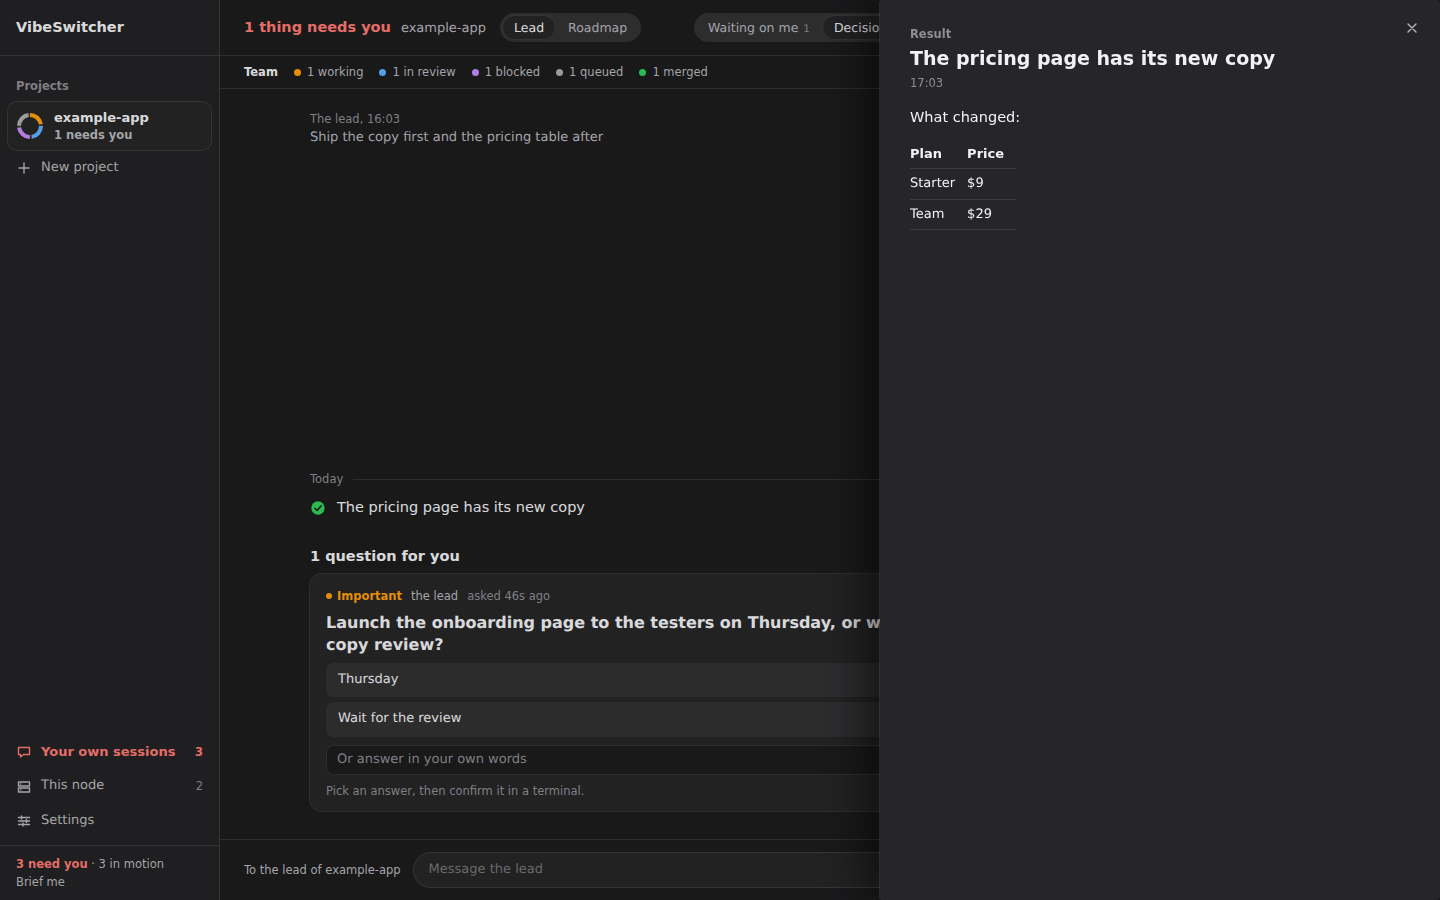 VibeSwitcher
Projects
example-app
1 needs you
New project
Your own sessions 3
This node 2
Settings
3 need you · 3 in motion
Brief me
1 thing needs you example-app Lead Roadmap Waiting on me 1
Team 1 working 1 in review 1 blocked 1 queued 1 merged
The lead, 16:03
Ship the copy first and the pricing table after
Today
The pricing page has its new copy
1 question for you
Important the lead asked 46s ago
Launch the onboarding page to the testers on Thursday, or
copy review?
Thursday
Wait for the review
Or answer in your own words
Pick an answer, then confirm it in a terminal.
To the lead of example-app Message the lead
Result
The pricing page has its new copy
17:03
What changed:
Plan Price
Starter $9
Team $29